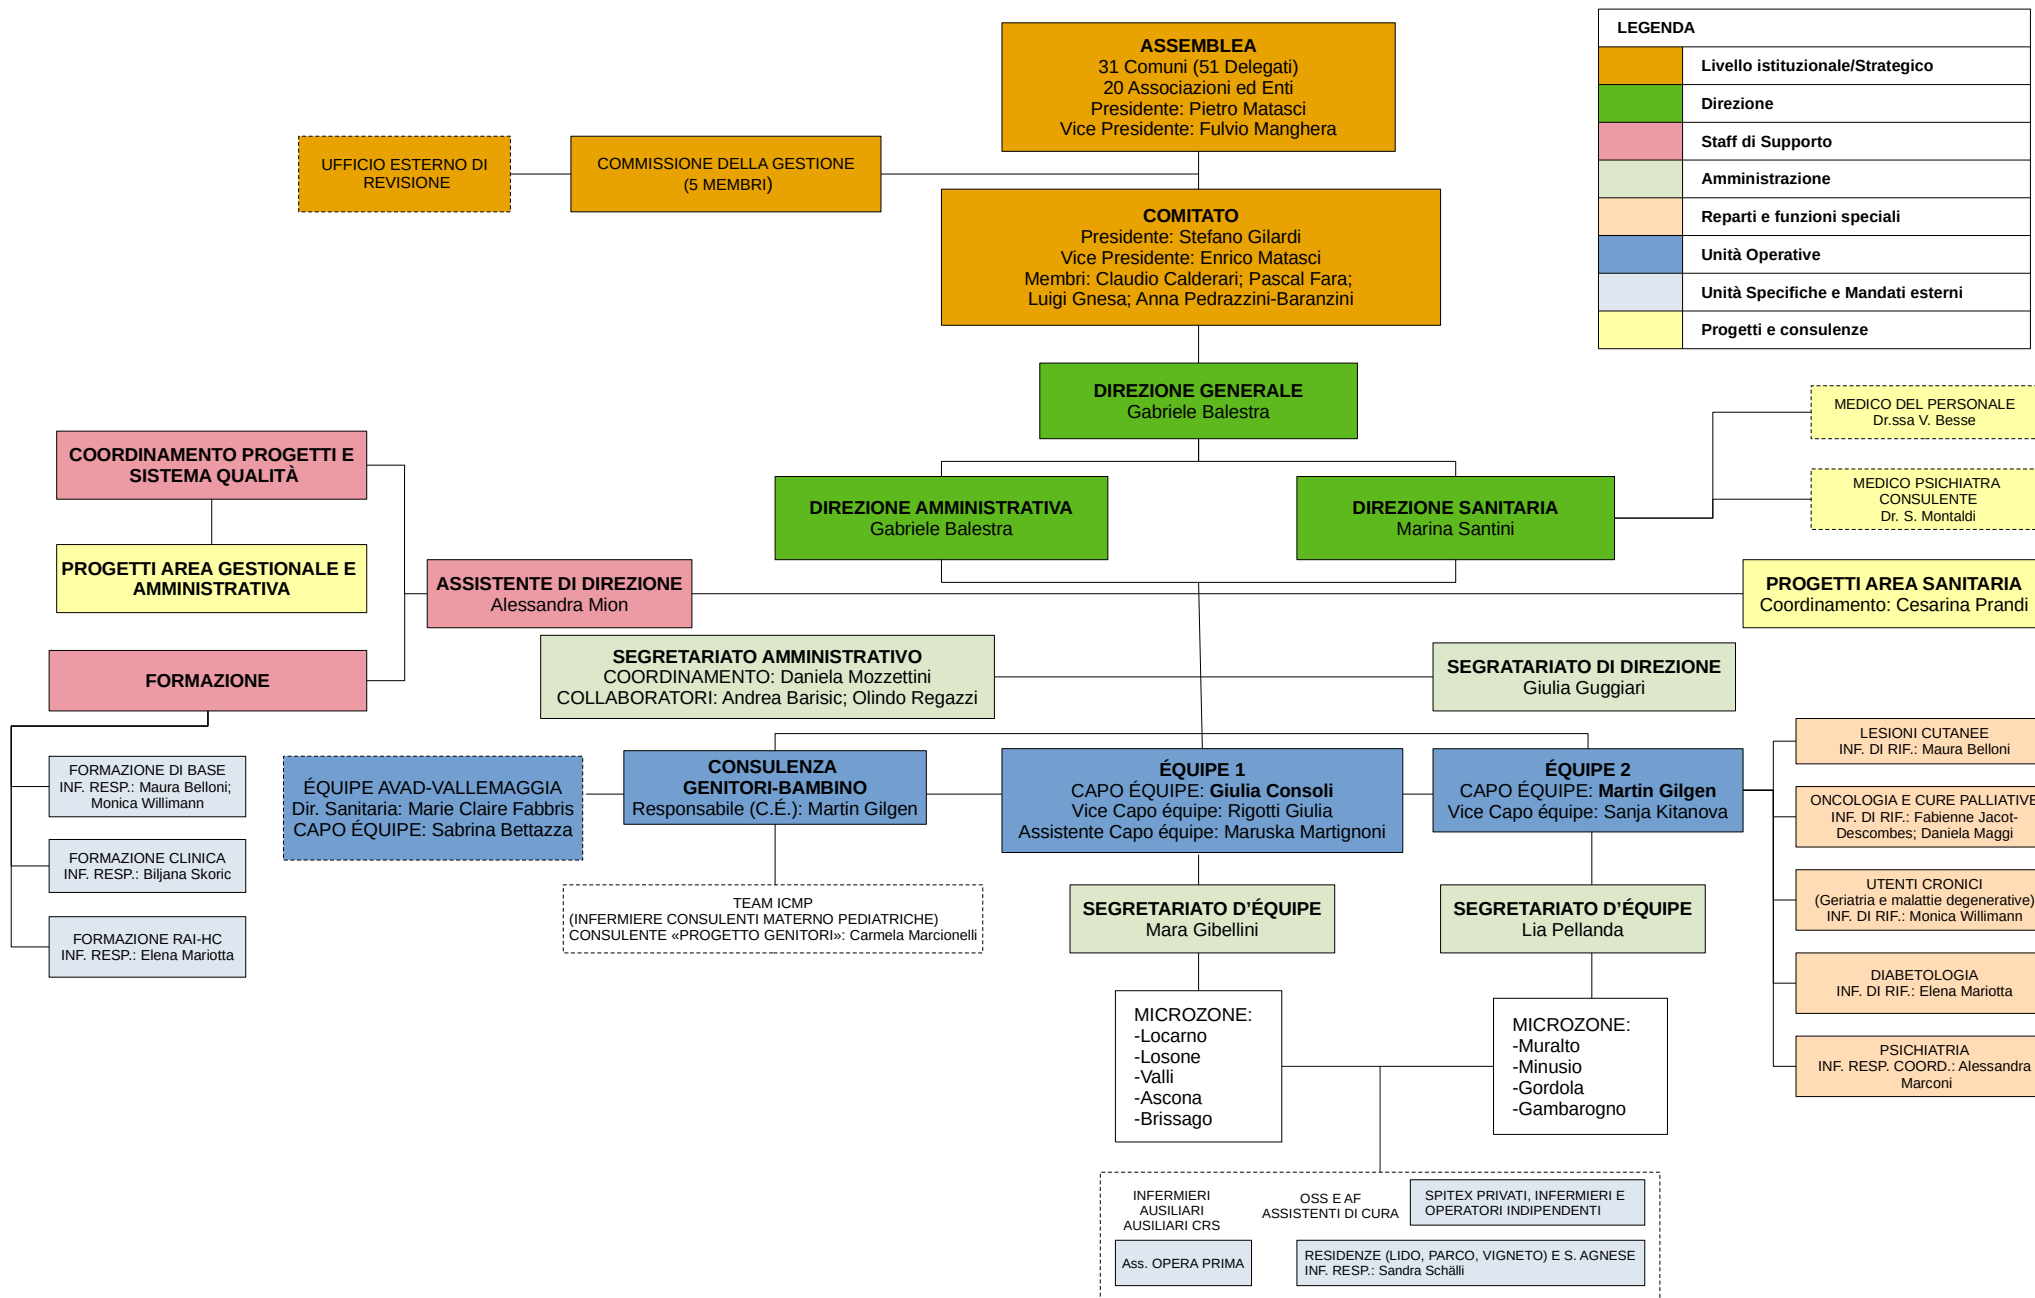 ASSEMBLEA
31 Comuni (51 Delegati)
20 Associazioni ed Enti
Presidente: Pietro Matasci
Vice Presidente: Fulvio Manghera
LEGENDA
Livello istituzionale/Strategico
Direzione
Staff di Supporto
Amministrazione
Reparti e funzioni speciali
Unità Operative
Unità Specifiche e Mandati esterni
Progetti e consulenze
UFFICIO ESTERNO DI
REVISIONE
COMMISSIONE DELLA GESTIONE
(5 MEMBRI)
COMITATO
Presidente: Stefano Gilardi
Vice Presidente: Enrico Matasci
Membri: Claudio Calderari; Pascal Fara;
Luigi Gnesa; Anna Pedrazzini-Baranzini
DIREZIONE GENERALE
Gabriele Balestra
MEDICO DEL PERSONALE
Dr.ssa V. Besse
COORDINAMENTO PROGETTI E
SISTEMA QUALITÀ
DIREZIONE AMMINISTRATIVA
Gabriele Balestra
DIREZIONE SANITARIA
Marina Santini
MEDICO PSICHIATRA
CONSULENTE
Dr. S. Montaldi
PROGETTI AREA GESTIONALE E
AMMINISTRATIVA
ASSISTENTE DI DIREZIONE
Alessandra Mion
PROGETTI AREA SANITARIA
Coordinamento: Cesarina Prandi
FORMAZIONE
SEGRETARIATO AMMINISTRATIVO
COORDINAMENTO: Daniela Mozzettini
COLLABORATORI: Andrea Barisic; Olindo Regazzi
SEGRATARIATO DI DIREZIONE
Giulia Guggiari
FORMAZIONE DI BASE
INF. RESP.: Maura Belloni;
Monica Willimann
FORMAZIONE CLINICA
INF. RESP.: Biljana Skoric
FORMAZIONE RAI-HC
INF. RESP.: Elena Mariotta
ÉQUIPE AVAD-VALLEMAGGIA
Dir. Sanitaria: Marie Claire Fabbris
CAPO ÉQUIPE: Sabrina Bettazza
CONSULENZA
GENITORI-BAMBINO
Responsabile (C.É.): Martin Gilgen
ÉQUIPE 1
CAPO ÉQUIPE: Giulia Consoli
Vice Capo équipe: Rigotti Giulia
Assistente Capo équipe: Maruska Martignoni
ÉQUIPE 2
CAPO ÉQUIPE: Martin Gilgen
Vice Capo équipe: Sanja Kitanova
LESIONI CUTANEE
INF. DI RIF.: Maura Belloni
ONCOLOGIA E CURE PALLIATIVE
INF. DI RIF.: Fabienne Jacot-
Descombes; Daniela Maggi
UTENTI CRONICI
(Geriatria e malattie degenerative)
INF. DI RIF.: Monica Willimann
DIABETOLOGIA
INF. DI RIF.: Elena Mariotta
PSICHIATRIA
INF. RESP. COORD.: Alessandra
Marconi
TEAM ICMP
(INFERMIERE CONSULENTI MATERNO PEDIATRICHE)
CONSULENTE «PROGETTO GENITORI»: Carmela Marcionelli
SEGRETARIATO D'ÉQUIPE
Mara Gibellini
SEGRETARIATO D'ÉQUIPE
Lia Pellanda
MICROZONE:
-Locarno
-Losone
-Valli
-Ascona
-Brissago
MICROZONE:
-Muralto
-Minusio
-Gordola
-Gambarogno
INFERMIERI
AUSILIARI
AUSILIARI CRS
OSS E AF
ASSISTENTI DI CURA
SPITEX PRIVATI, INFERMIERI E
OPERATORI INDIPENDENTI
Ass. OPERA PRIMA
RESIDENZE (LIDO, PARCO, VIGNETO) E S. AGNESE
INF. RESP.: Sandra Schälli